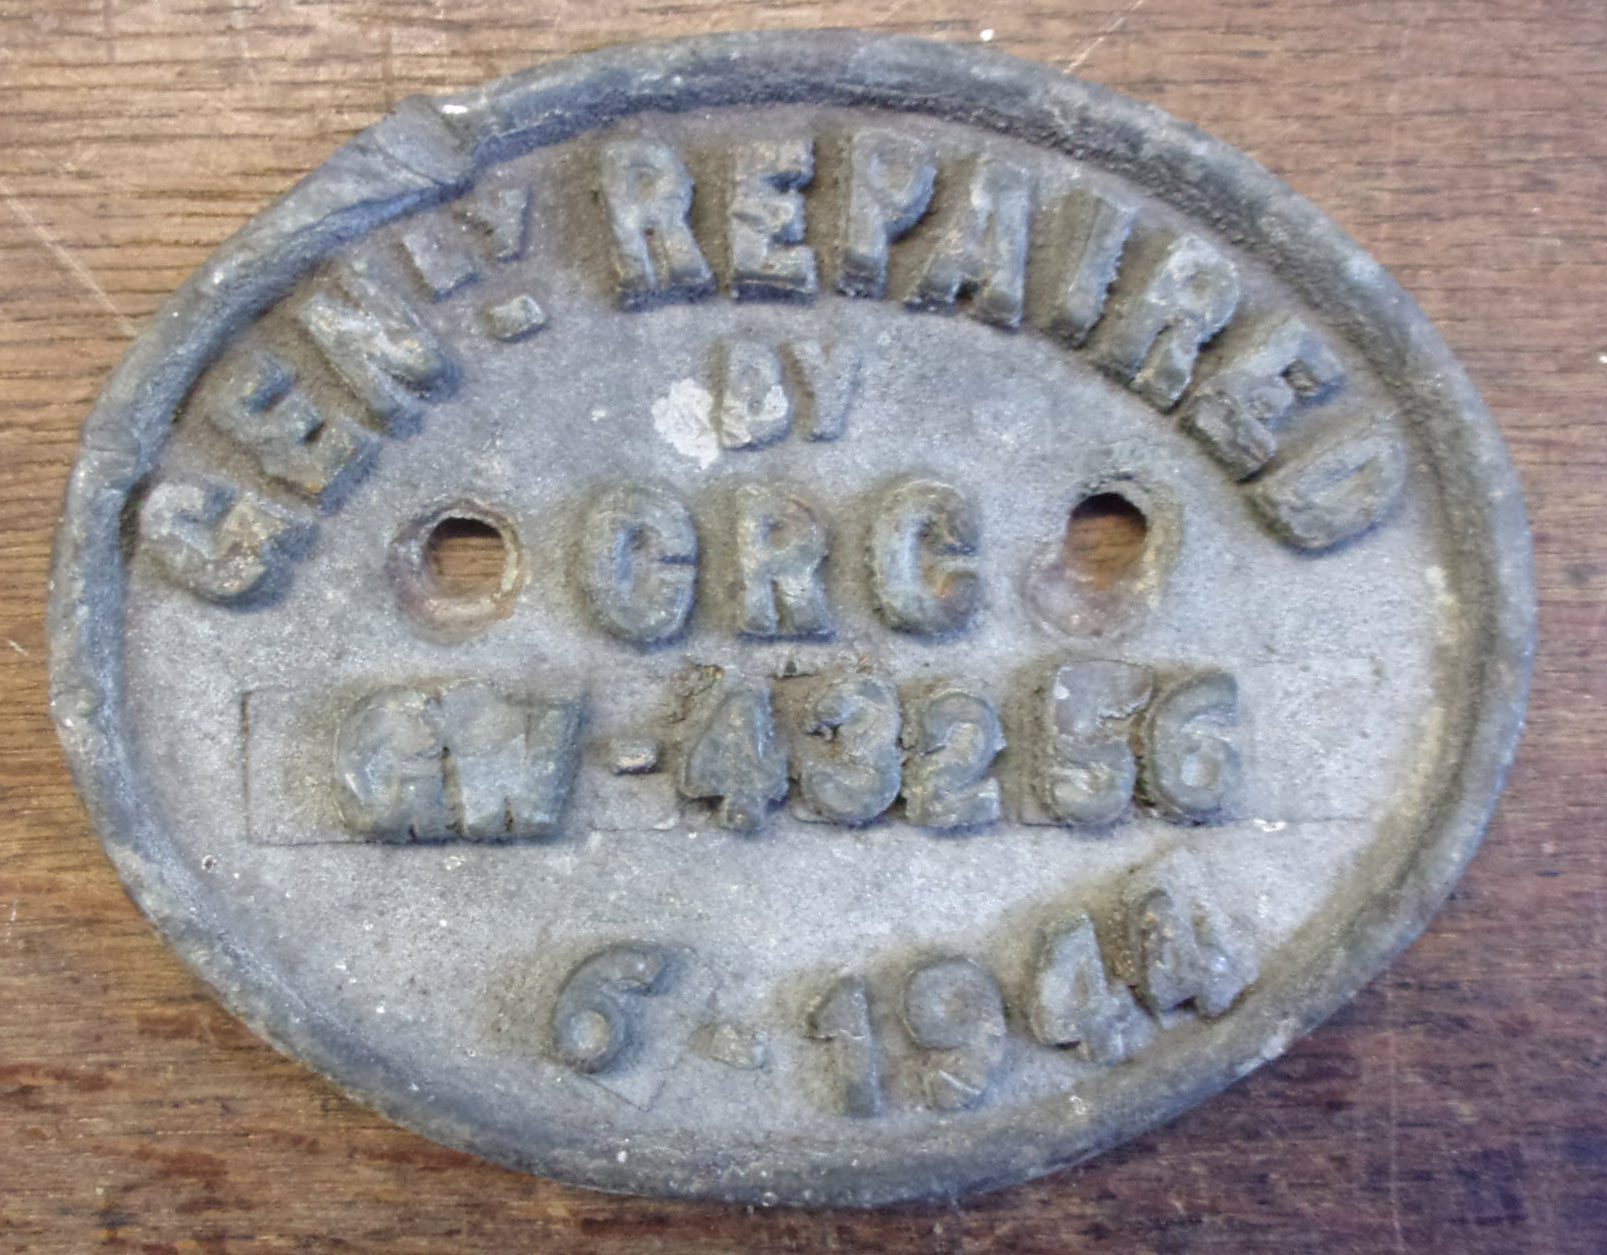 GENLY. REPAIRED
BY
CRC
GW-43256
6-1944